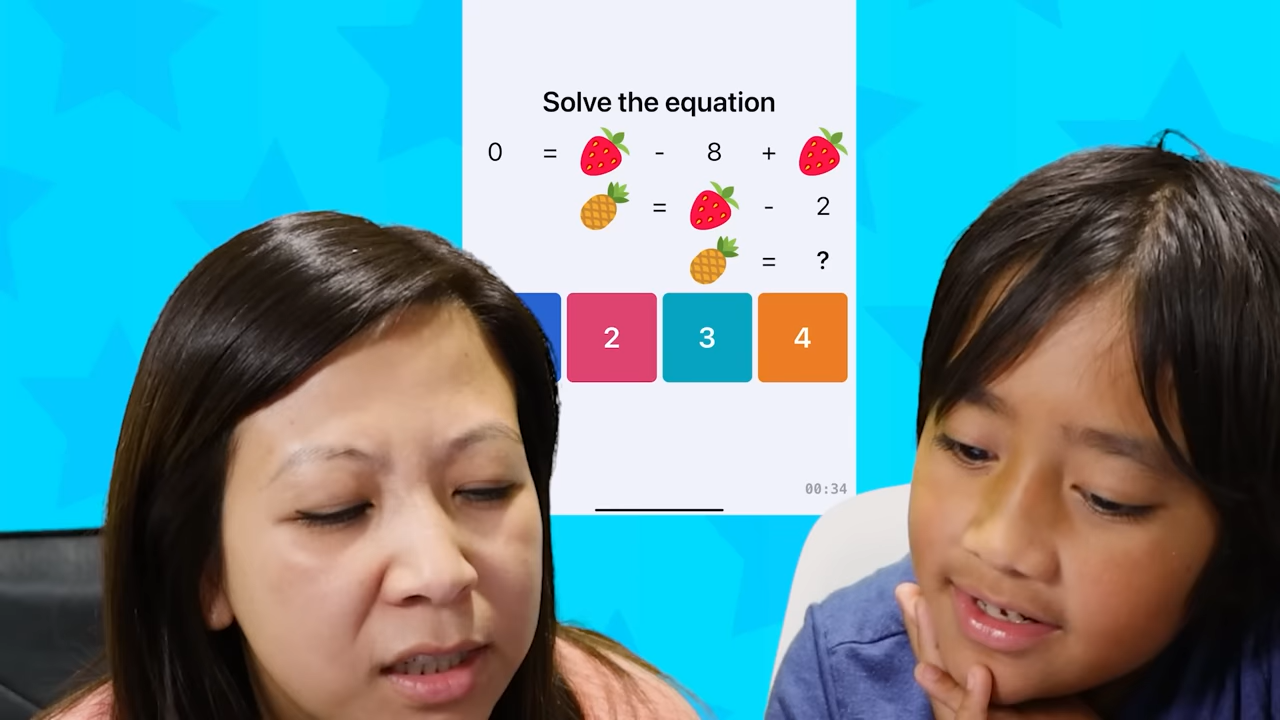 Solve the equation
0 = - 8 +
= - 2
= ?
2 3 4
00:34